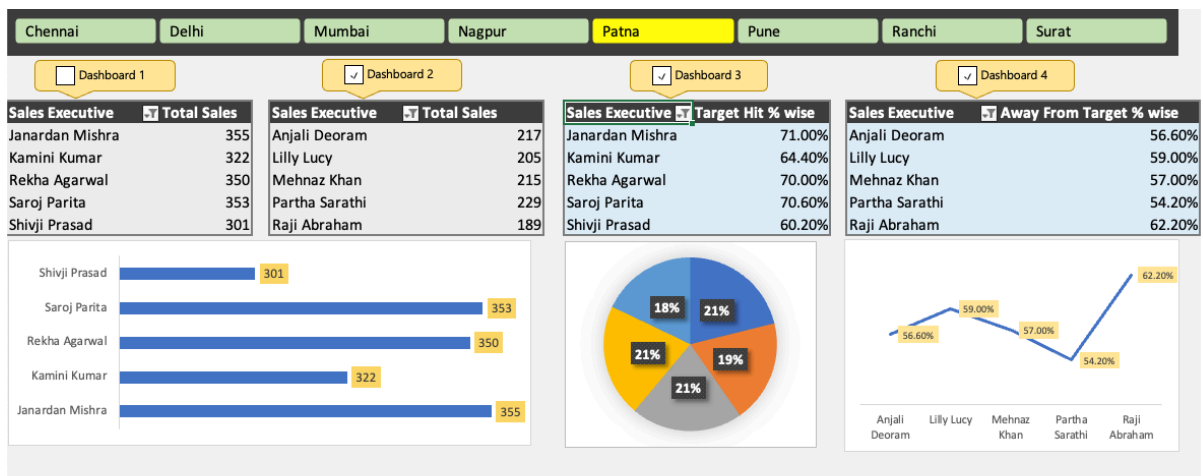 Chennai Delhi Mumbai Nagpur Patna Pune Ranchi Surat
Dashboard 1 Dashboard 2 Dashboard 3 Dashboard 4
Sales Executive Total Sales
Janardan Mishra 355
Kamini Kumar 322
Rekha Agarwal 350
Saroj Parita 353
Shivji Prasad 301
Sales Executive Total Sales
Anjali Deoram 217
Lilly Lucy 205
Mehnaz Khan 215
Partha Sarathi 229
Raji Abraham 189
Sales Executive Target Hit % wise
Janardan Mishra 71.00%
Kamini Kumar 64.40%
Rekha Agarwal 70.00%
Saroj Parita 70.60%
Shivji Prasad 60.20%
Sales Executive Away From Target % wise
Anjali Deoram 56.60%
Lilly Lucy 59.00%
Mehnaz Khan 57.00%
Partha Sarathi 54.20%
Raji Abraham 62.20%
Shivji Prasad 301
Saroj Parita 353
Rekha Agarwal 350
Kamini Kumar 322
Janardan Mishra 355
18% 21%
21% 19%
21%
62.20%
59.00%
56.60% 57.00%
54.20%
Anjali Lilly Lucy Mehnaz Partha Raji
Deoram Khan Sarathi Abraham